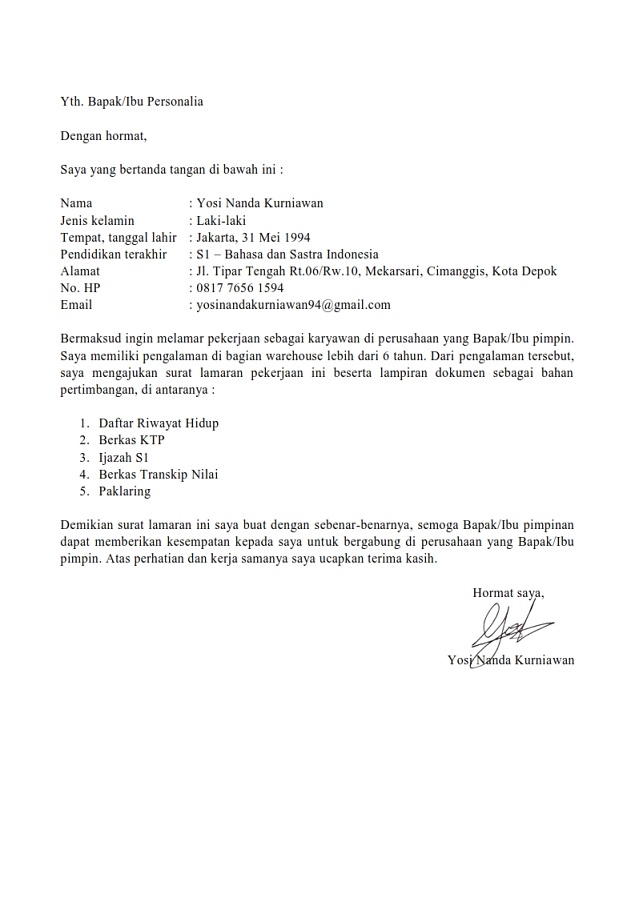 Yth. Bapak/Ibu Personalia
Dengan hormat,
Saya yang bertanda tangan di bawah ini :
Nama : Yosi Nanda Kurniawan
Jenis kelamin : Laki-laki
Tempat, tanggal lahir : Jakarta, 31 Mei 1994
Pendidikan terakhir : S1 – Bahasa dan Sastra Indonesia
Alamat : Jl. Tipar Tengah Rt.06/Rw.10, Mekarsari, Cimanggis, Kota Depok
No. HP : 0817 7656 1594
Email : yosinandakurniawan94@gmail.com
Bermaksud ingin melamar pekerjaan sebagai karyawan di perusahaan yang Bapak/Ibu pimpin.
Saya memiliki pengalaman di bagian warehouse lebih dari 6 tahun. Dari pengalaman tersebut,
saya mengajukan surat lamaran pekerjaan ini beserta lampiran dokumen sebagai bahan
pertimbangan, di antaranya :
1. Daftar Riwayat Hidup
2. Berkas KTP
3. Ijazah S1
4. Berkas Transkip Nilai
5. Paklaring
Demikian surat lamaran ini saya buat dengan sebenar-benarnya, semoga Bapak/Ibu pimpinan
dapat memberikan kesempatan kepada saya untuk bergabung di perusahaan yang Bapak/Ibu
pimpin. Atas perhatian dan kerja samanya saya ucapkan terima kasih.
Hormat saya,
Yosi Nanda Kurniawan